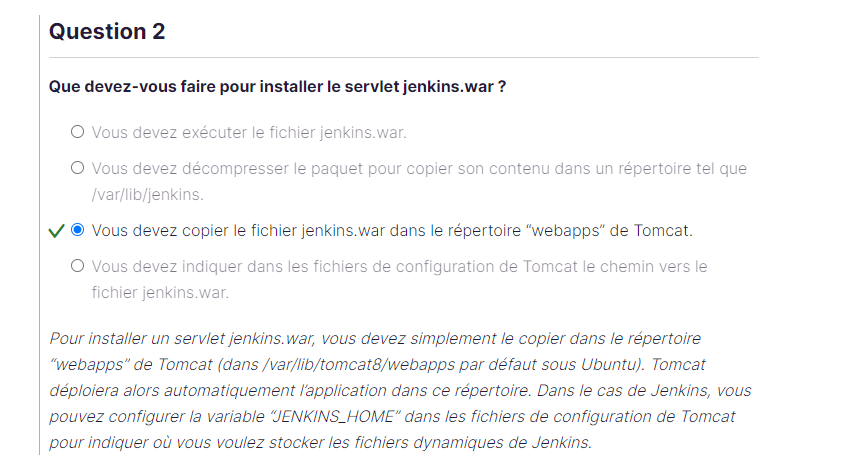 Question 2
Que devez-vous faire pour installer le servlet jenkins.war ?
Vous devez exécuter le fichier jenkins.war.
Vous devez décompresser le paquet pour copier son contenu dans un répertoire tel que
/var/lib/jenkins.
Vous devez copier le fichier jenkins.war dans le répertoire “webapps” de Tomcat.
Vous devez indiquer dans les fichiers de configuration de Tomcat le chemin vers le
fichier jenkins.war.
Pour installer un servlet jenkins.war, vous devez simplement le copier dans le répertoire
“webapps” de Tomcat (dans /var/lib/tomcat8/webapps par défaut sous Ubuntu). Tomcat
déploiera alors automatiquement l’application dans ce répertoire. Dans le cas de Jenkins, vous
pouvez configurer la variable “JENKINS_HOME” dans les fichiers de configuration de Tomcat
pour indiquer où vous voulez stocker les fichiers dynamiques de Jenkins.